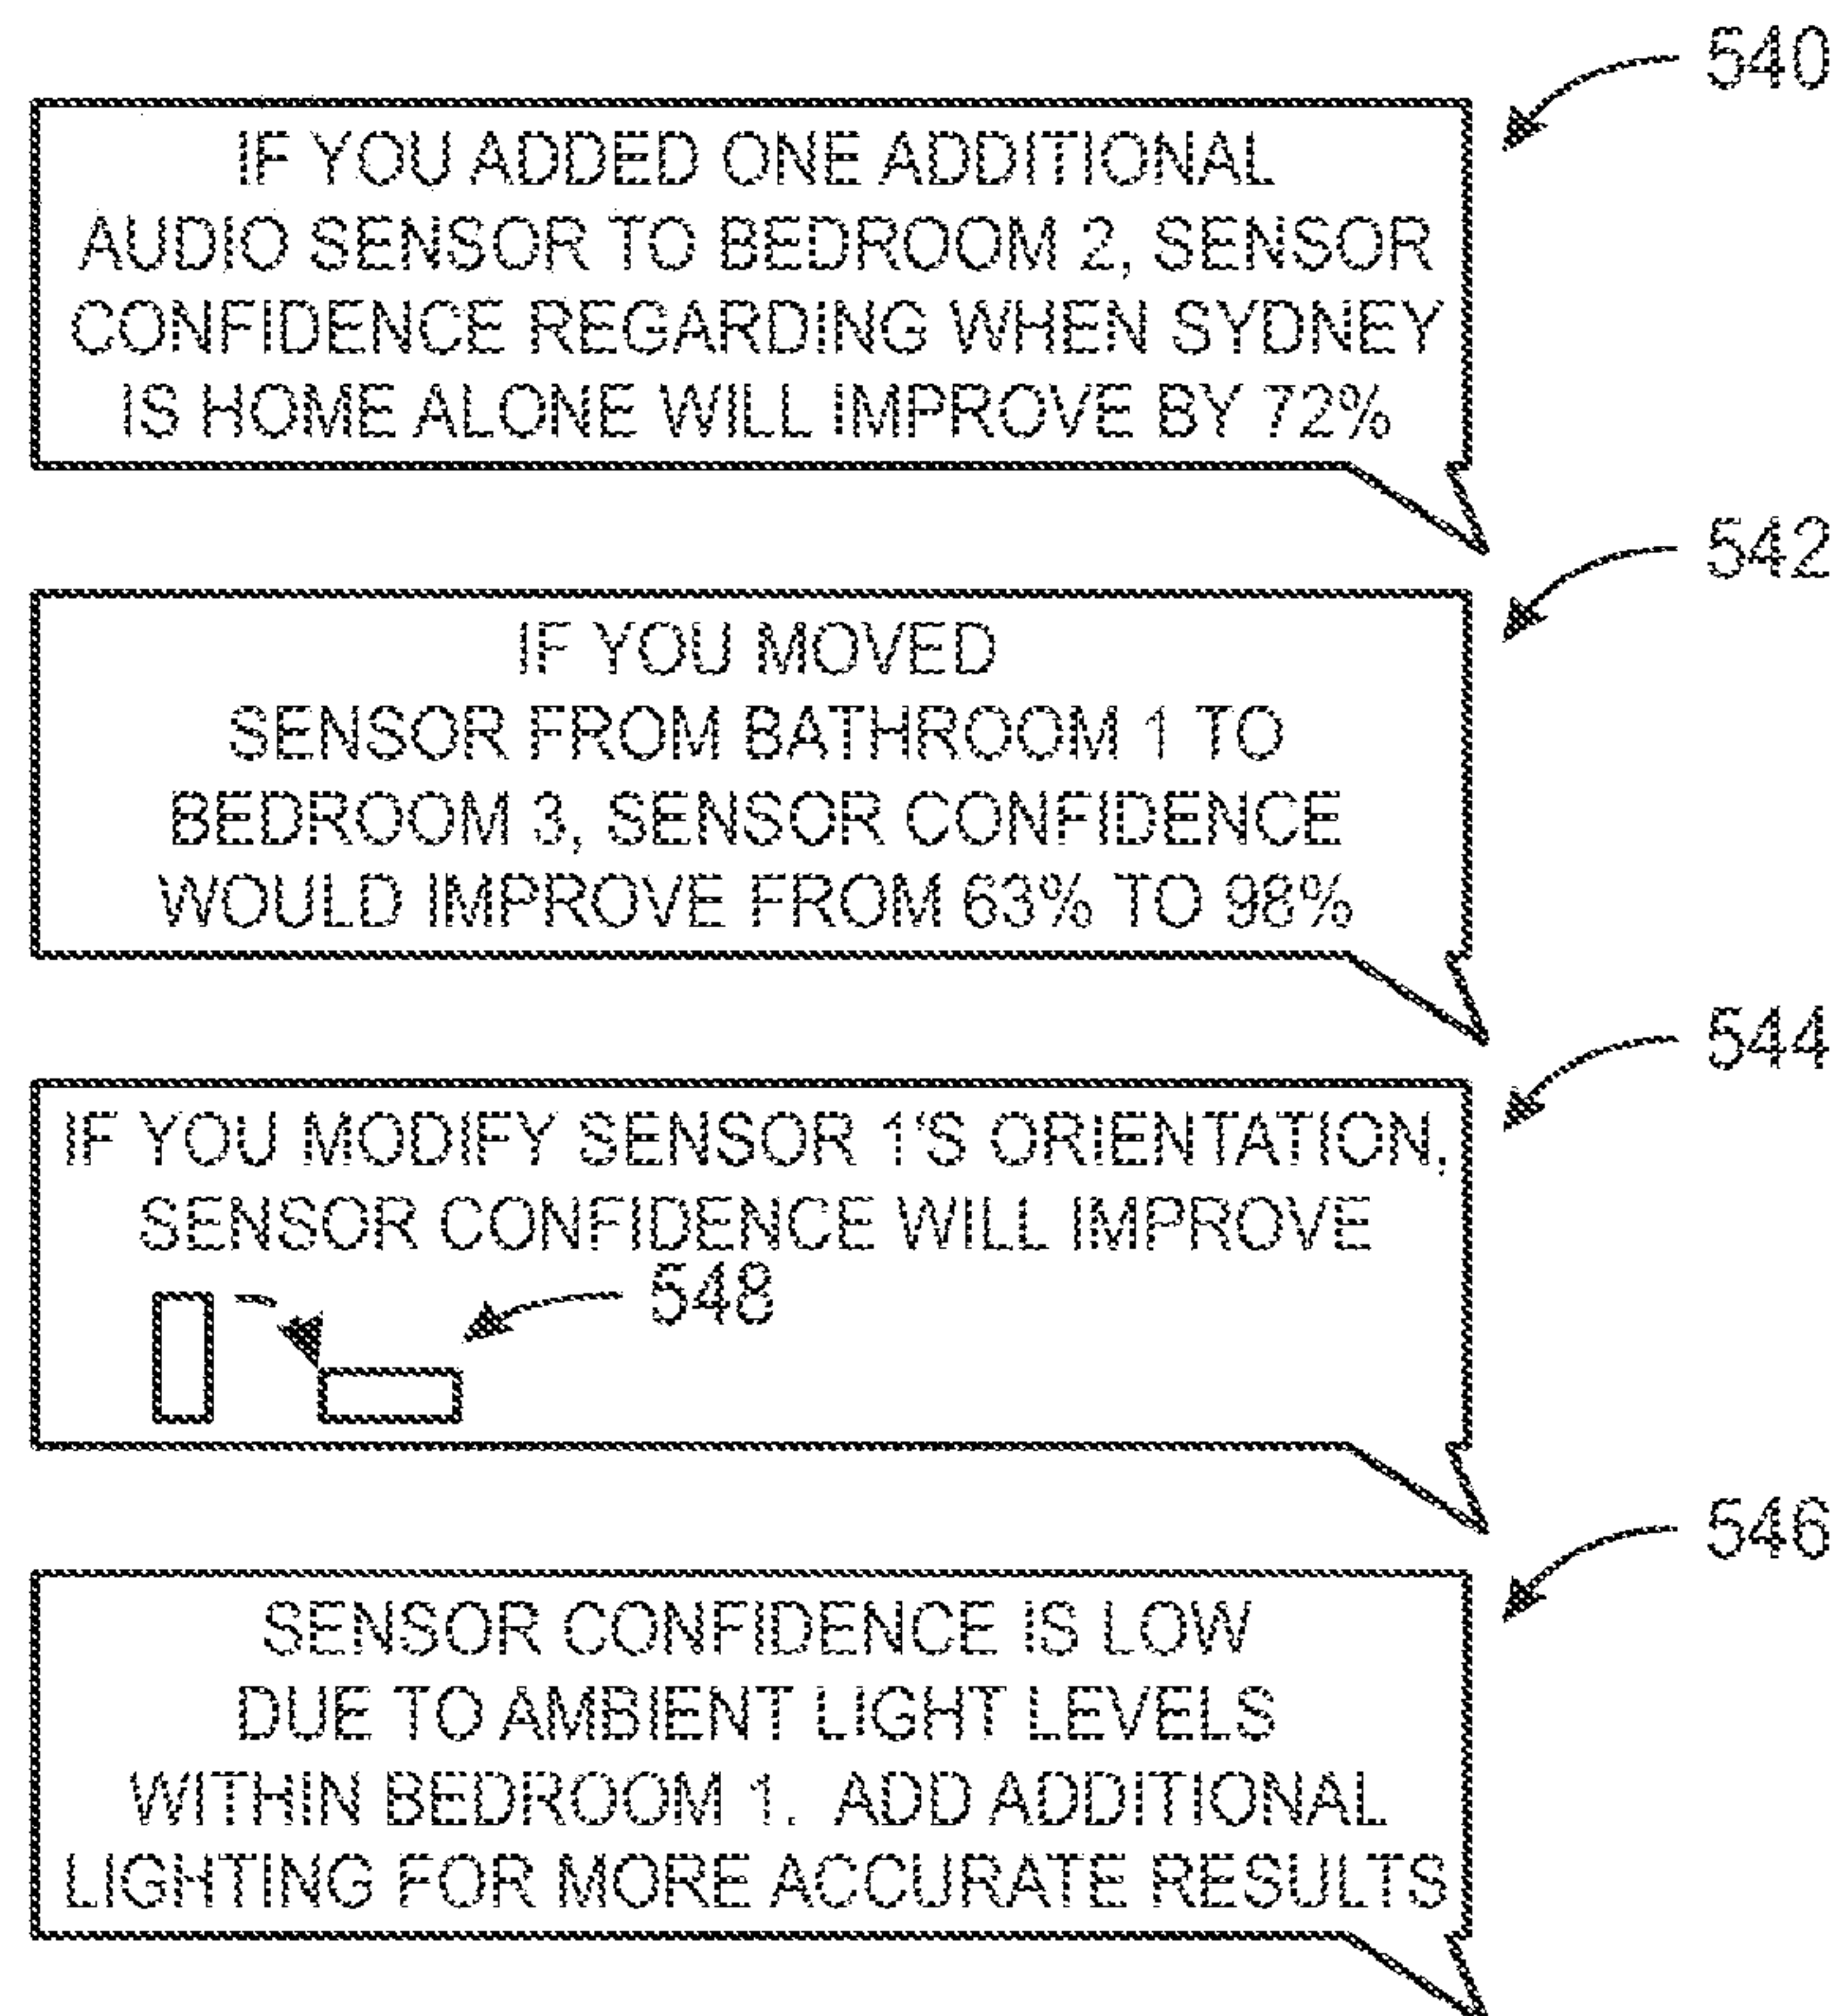 540
IF YOU ADDED ONE ADDITIONAL
AUDIO SENSOR TO BEDROOM 2, SENSOR
CONFIDENCE REGARDING WHEN SYDNEY
IS HOME ALONE WILL IMPROVE BY 72%
542
IF YOU MOVED
SENSOR FROM BATHROOM 1 TO
BEDROOM 3, SENSOR CONFIDENCE
WOULD IMPROVE FROM 63% TO 98%
544
IF YOU MODIFY SENSOR 1'S ORIENTATION,
SENSOR CONFIDENCE WILL IMPROVE
548
546
SENSOR CONFIDENCE IS LOW
DUE TO AMBIENT LIGHT LEVELS
WITHIN BEDROOM 1. ADD ADDITIONAL
LIGHTING FOR MORE ACCURATE RESULTS